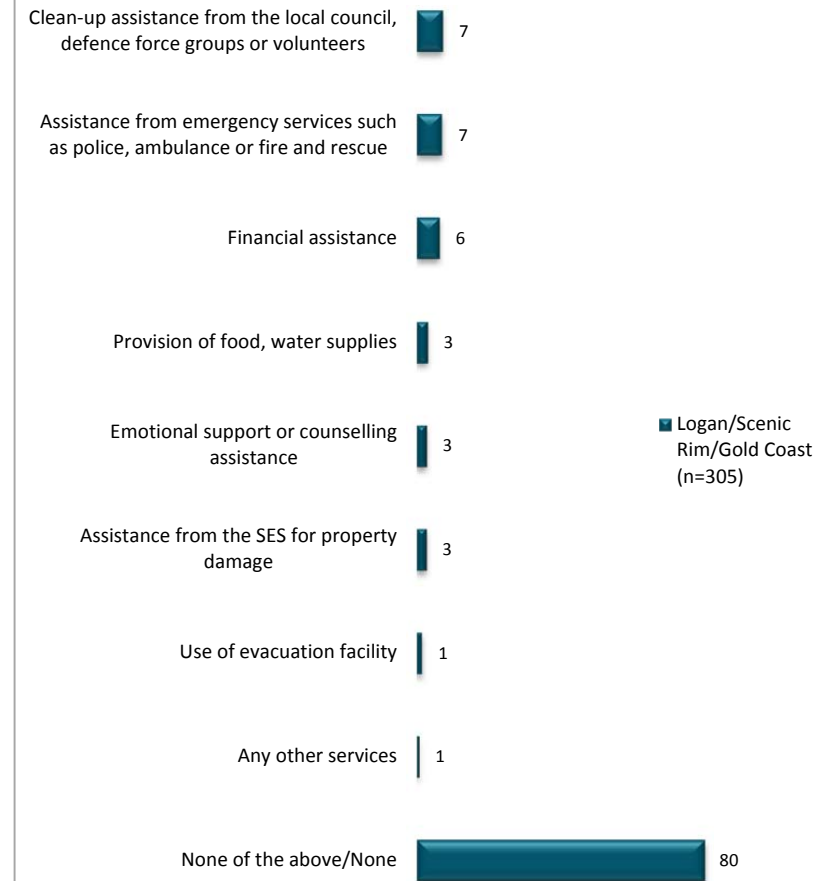 Clean-up assistance from the local council,
defence force groups or volunteers
7
Assistance from emergency services such
as police, ambulance or fire and rescue
7
Financial assistance
6
Provision of food, water supplies
3
Emotional support or counselling
assistance
3
Assistance from the SES for property
damage
3
Use of evacuation facility
1
Any other services
1
None of the above/None
80
Logan/Scenic
Rim/Gold Coast
(n=305)